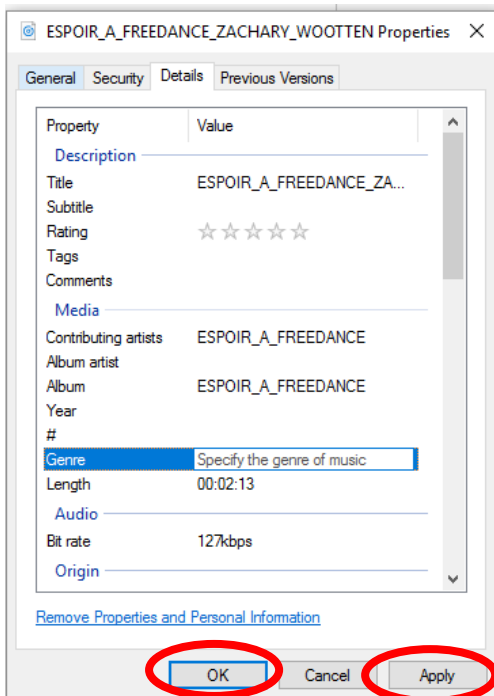 ESPOIR_A_FREEDANCE_ZACHARY_WOOTTEN Properties
General Security Details Previous Versions
Property Value
Description
Title ESPOIR_A_FREEDANCE_ZA...
Subtitle
Rating
Tags
Comments
Media
Contributing artists ESPOIR_A_FREEDANCE
Album artist
Album ESPOIR_A_FREEDANCE
Year
#
Genre Specify the genre of music
Length 00:02:13
Audio
Bit rate 127kbps
Origin
Remove Properties and Personal Information
OK Cancel Apply